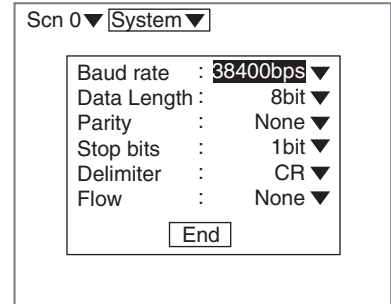 Scn 0▼ System▼
Baud rate : 38400bps ▼
Data Length : 8bit ▼
Parity : None ▼
Stop bits : 1bit ▼
Delimiter : CR ▼
Flow : None ▼
End